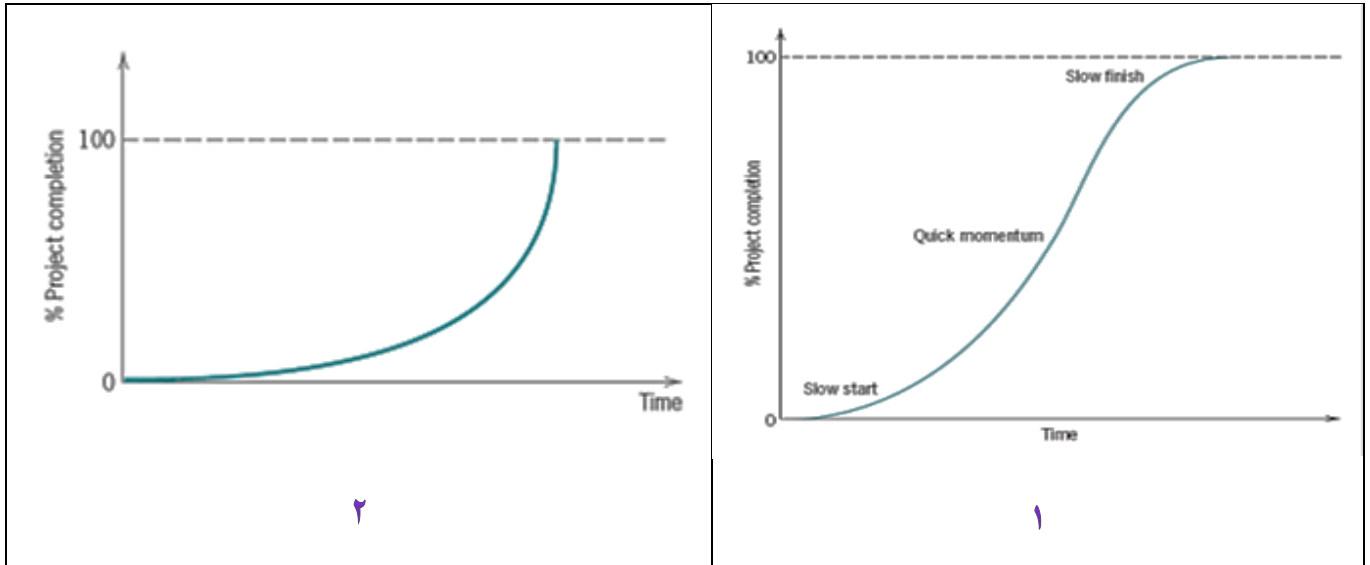 100
% Project completion
0
Time
٢
100
Slow finish
% Project completion
Quick momentum
Slow start
0
Time
١